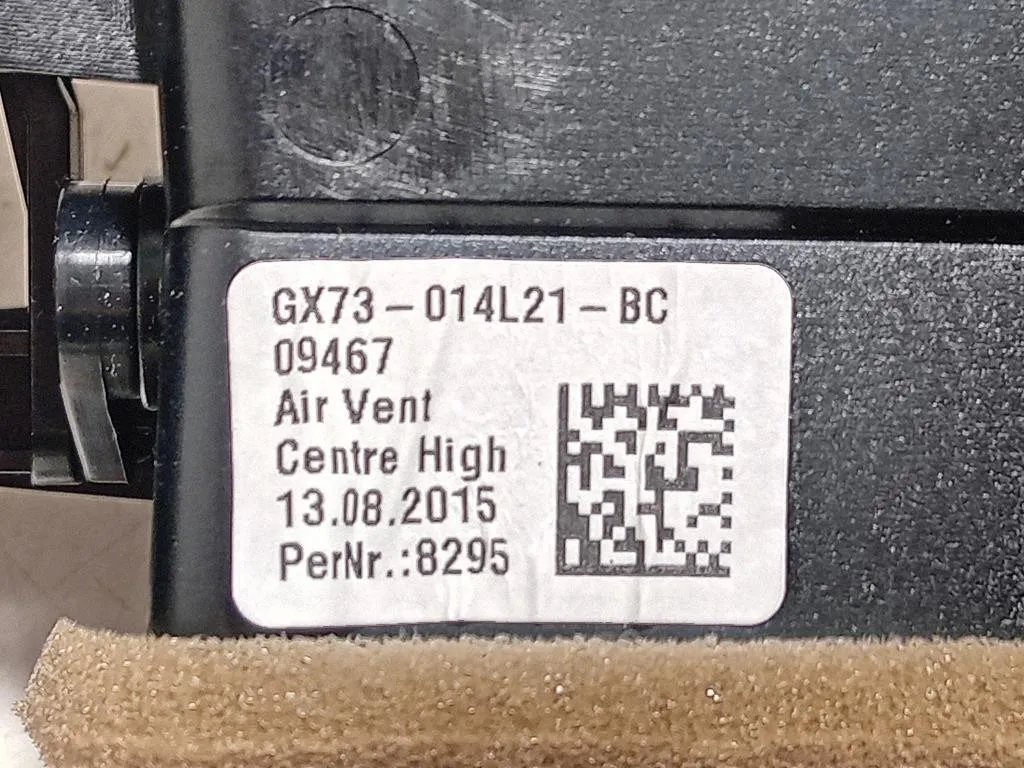 GX73-014L21-BC
09467
Air Vent
Centre High
13.08.2015
PerNr.:8295